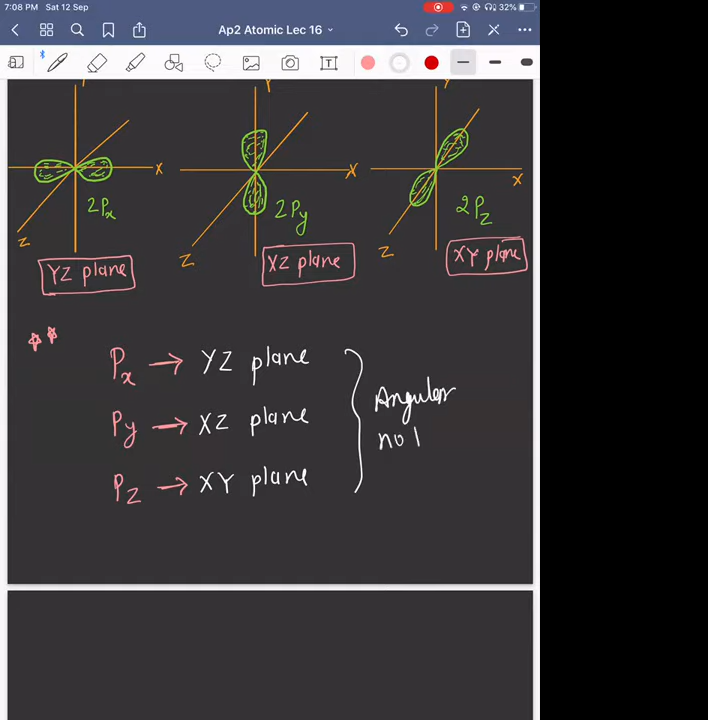 7:08 PM Sat 12 Sep
32%
Ap2 Atomic Lec 16
T
Y Y Y
X X X
2Px 2Py 2Pz
Z Z Z
YZ plane XZ plane XY plane
Px → YZ plane
Py → XZ plane
Pz → XY plane
Angular
no